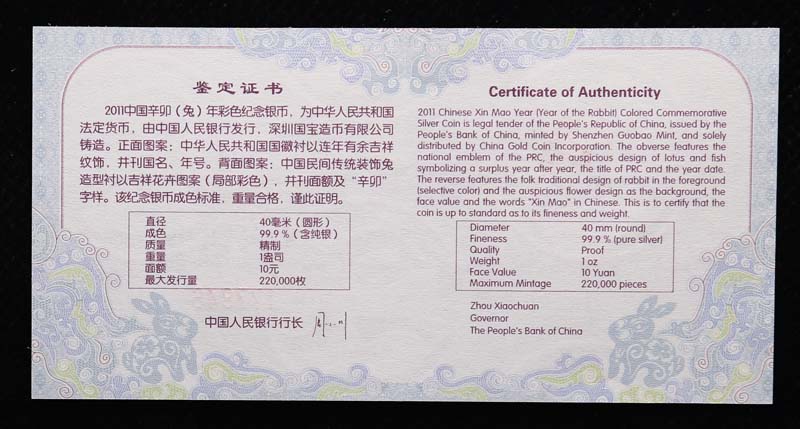 鉴定证书
2011中国辛卯（兔）年彩色纪念银币，为中华人民共和国
法定货币，由中国人民银行发行，深圳国宝造币有限公司
铸造。正面图案：中华人民共和国国徽衬以连年有余吉祥
纹饰，并刊国名、年号。背面图案：中国民间传统装饰兔
造型衬以吉祥花卉图案（局部彩色），并刊面额及“辛卯”
字样。该纪念银币成色标准，重量合格，谨此证明。
直径 40毫米（圆形）
成色 99.9%（含纯银）
质量 精制
重量 1盎司
面额 10元
最大发行量 220,000枚
中国人民银行行长
Certificate of Authenticity
2011 Chinese Xin Mao Year (Year of the Rabbit) Colored Commemorative
Silver Coin is legal tender of the People's Republic of China, issued by the
People's Bank of China, minted by Shenzhen Guobao Mint, and solely
distributed by China Gold Coin Incorporation. The obverse features the
national emblem of the PRC, the auspicious design of lotus and fish
symbolizing a surplus year after year, the title of PRC and the year date.
The reverse features the folk traditional design of rabbit in the foreground
(selective color) and the auspicious flower design as the background, the
face value and the words "Xin Mao" in Chinese. This is to certify that the
coin is up to standard as to its fineness and weight.
Diameter 40 mm (round)
Fineness 99.9 % (pure silver)
Quality Proof
Weight 1 oz
Face Value 10 Yuan
Maximum Mintage 220,000 pieces
Zhou Xiaochuan
Governor
The People's Bank of China